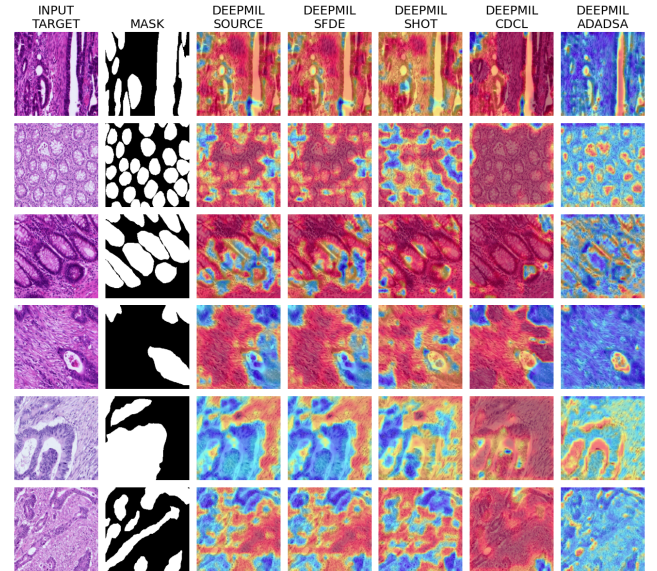 INPUT TARGET
MASK
DEEPMIL SOURCE
DEEPMIL SFDE
DEEPMIL SHOT
DEEPMIL CDCL
DEEPMIL ADADSA